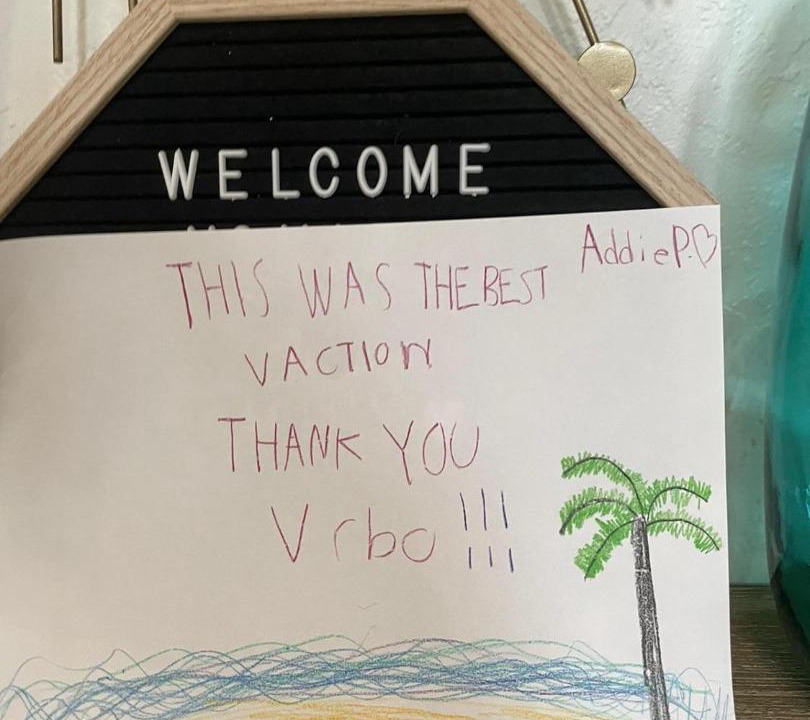 WELCOME
AddieP.♡
THIS WAS THE BEST
VACTION
THANK YOU
Vrbo !!!